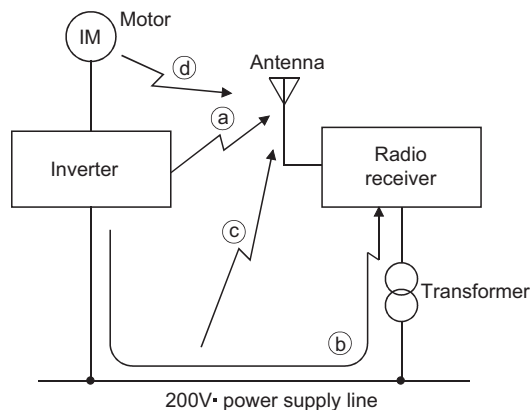 Motor
IM
ⓓ
Antenna
ⓐ
Inverter
Radio
receiver
ⓒ
Transformer
ⓑ
200V▪ power supply line